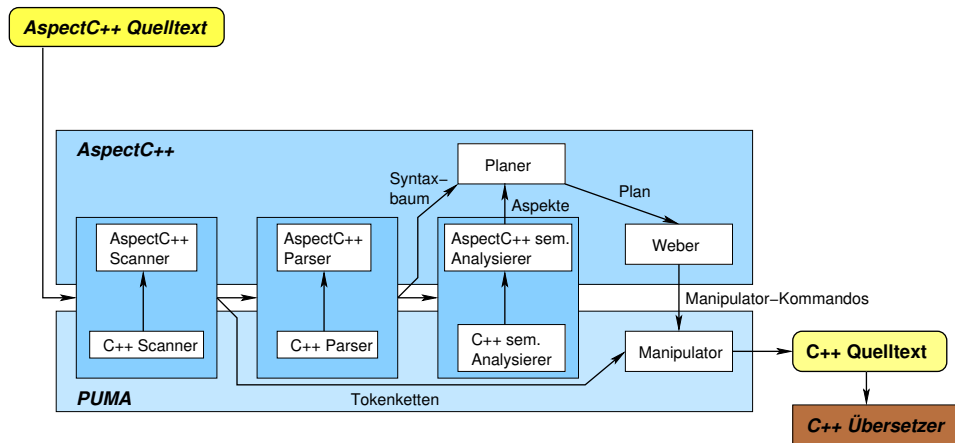 AspectC++ Quelltext
AspectC++
Planer
Syntax-
baum
Plan
Aspekte
AspectC++
Scanner
AspectC++
Parser
AspectC++ sem.
Analysierer
Weber
Manipulator-Kommandos
C++ Scanner
C++ Parser
C++ sem.
Analysierer
Manipulator
C++ Quelltext
PUMA
Tokenketten
C++ Übersetzer